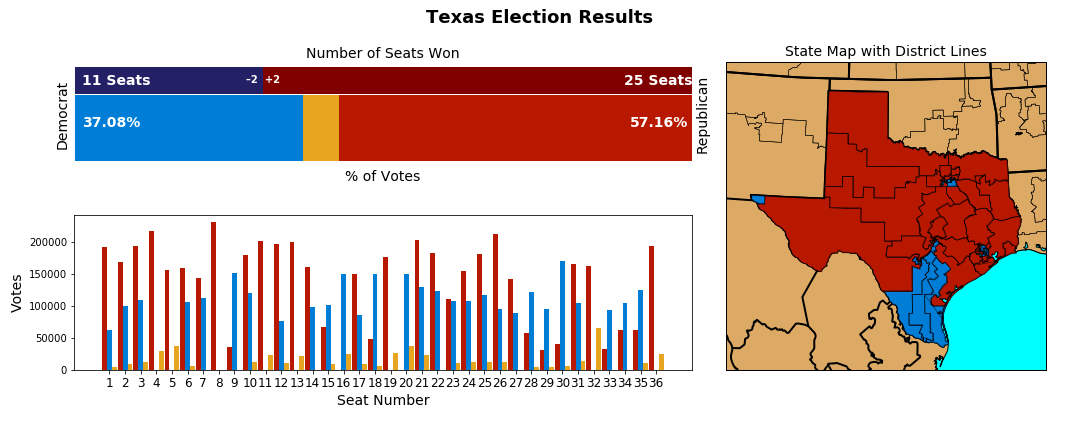 Texas Election Results
Number of Seats Won
State Map with District Lines
Democrat
11 Seats
–2
+2
25 Seats
Republican
37.08%
57.16%
% of Votes
Votes
200000
150000
100000
50000
0
1 2 3 4 5 6 7 8 9 10 11 12 13 14 15 16 17 18 19 20 21 22 23 24 25 26 27 28 29 30 31 32 33 34 35 36
Seat Number